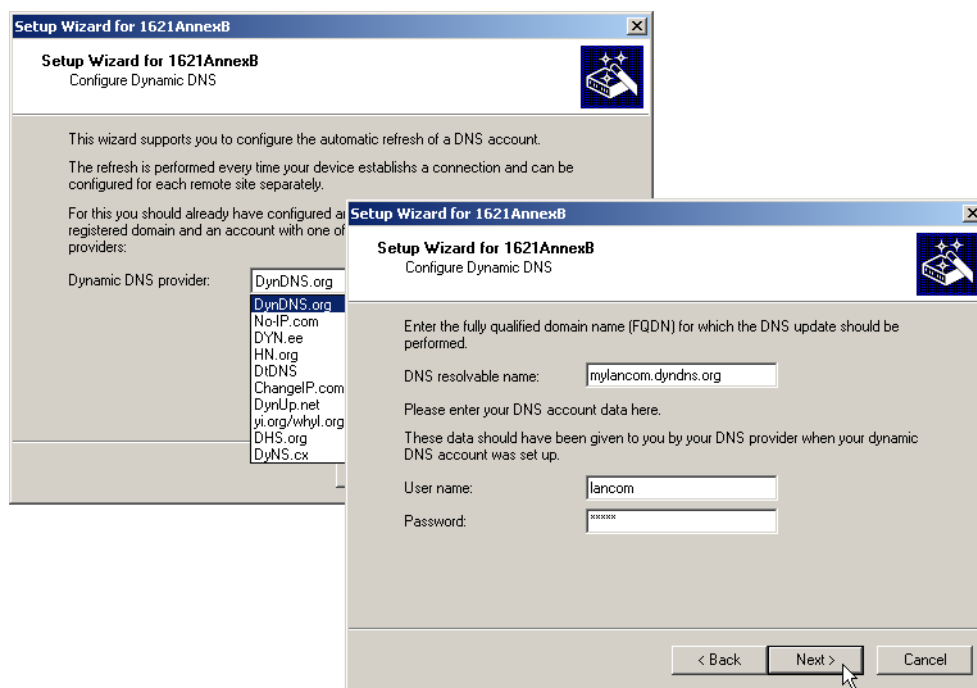 Setup Wizard for 1621AnnexB
Setup Wizard for 1621AnnexB
Configure Dynamic DNS
This wizard supports you to configure the automatic refresh of a DNS account.
The refresh is performed every time your device establishs a connection and can be
configured for each remote site separately.
For this you should already have configured a
registered domain and an account with one of
providers:
Dynamic DNS provider:
DynDNS.org
DynDNS.org
No-IP.com
DYN.ee
HN.org
DtDNS
ChangeIP.com
DynUp.net
yi.org/whyI.org
DHS.org
DyNS.cx
Setup Wizard for 1621AnnexB
Setup Wizard for 1621AnnexB
Configure Dynamic DNS
Enter the fully qualified domain name (FQDN) for which the DNS update should be
performed.
DNS resolvable name: mylancom.dyndns.org
Please enter your DNS account data here.
These data should have been given to you by your DNS provider when your dynamic
DNS account was set up.
User name: lancom
Password: *****
< Back Next > Cancel